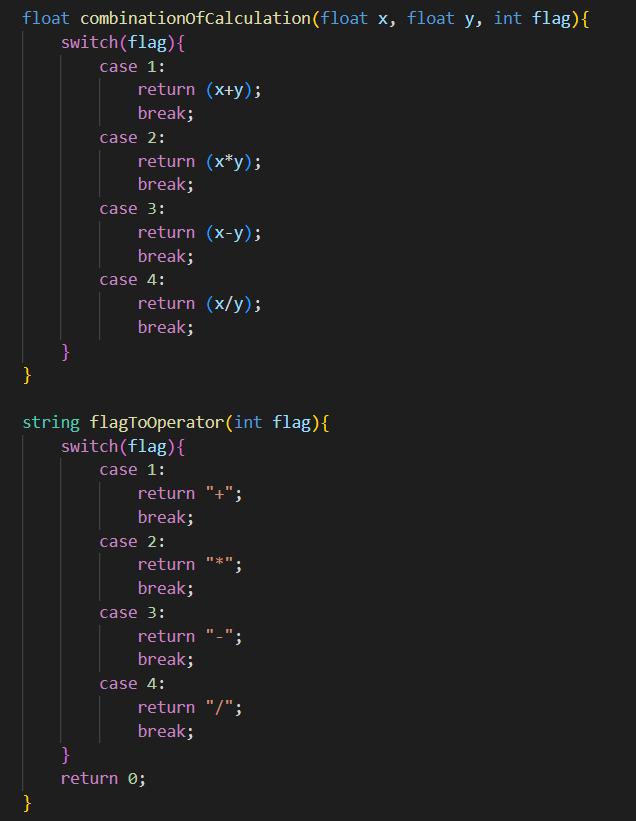 float combinationOfCalculation(float x, float y, int flag){
    switch(flag){
        case 1:
            return (x+y);
            break;
        case 2:
            return (x*y);
            break;
        case 3:
            return (x-y);
            break;
        case 4:
            return (x/y);
            break;
    }
}

string flagToOperator(int flag){
    switch(flag){
        case 1:
            return "+";
            break;
        case 2:
            return "*";
            break;
        case 3:
            return "-";
            break;
        case 4:
            return "/";
            break;
    }
    return 0;
}